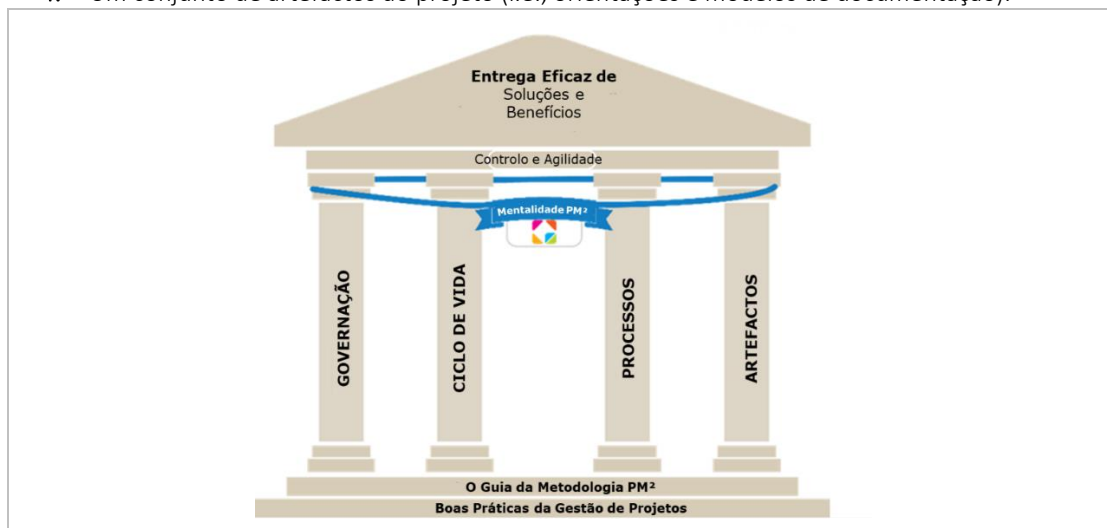 Entrega Eficaz de
Soluções e
Benefícios
Controlo e Agilidade
Mentalidade PM²
GOVERNAÇÃO
CICLO DE VIDA
PROCESSOS
ARTEFACTOS
O Guia da Metodologia PM²
Boas Práticas da Gestão de Projetos